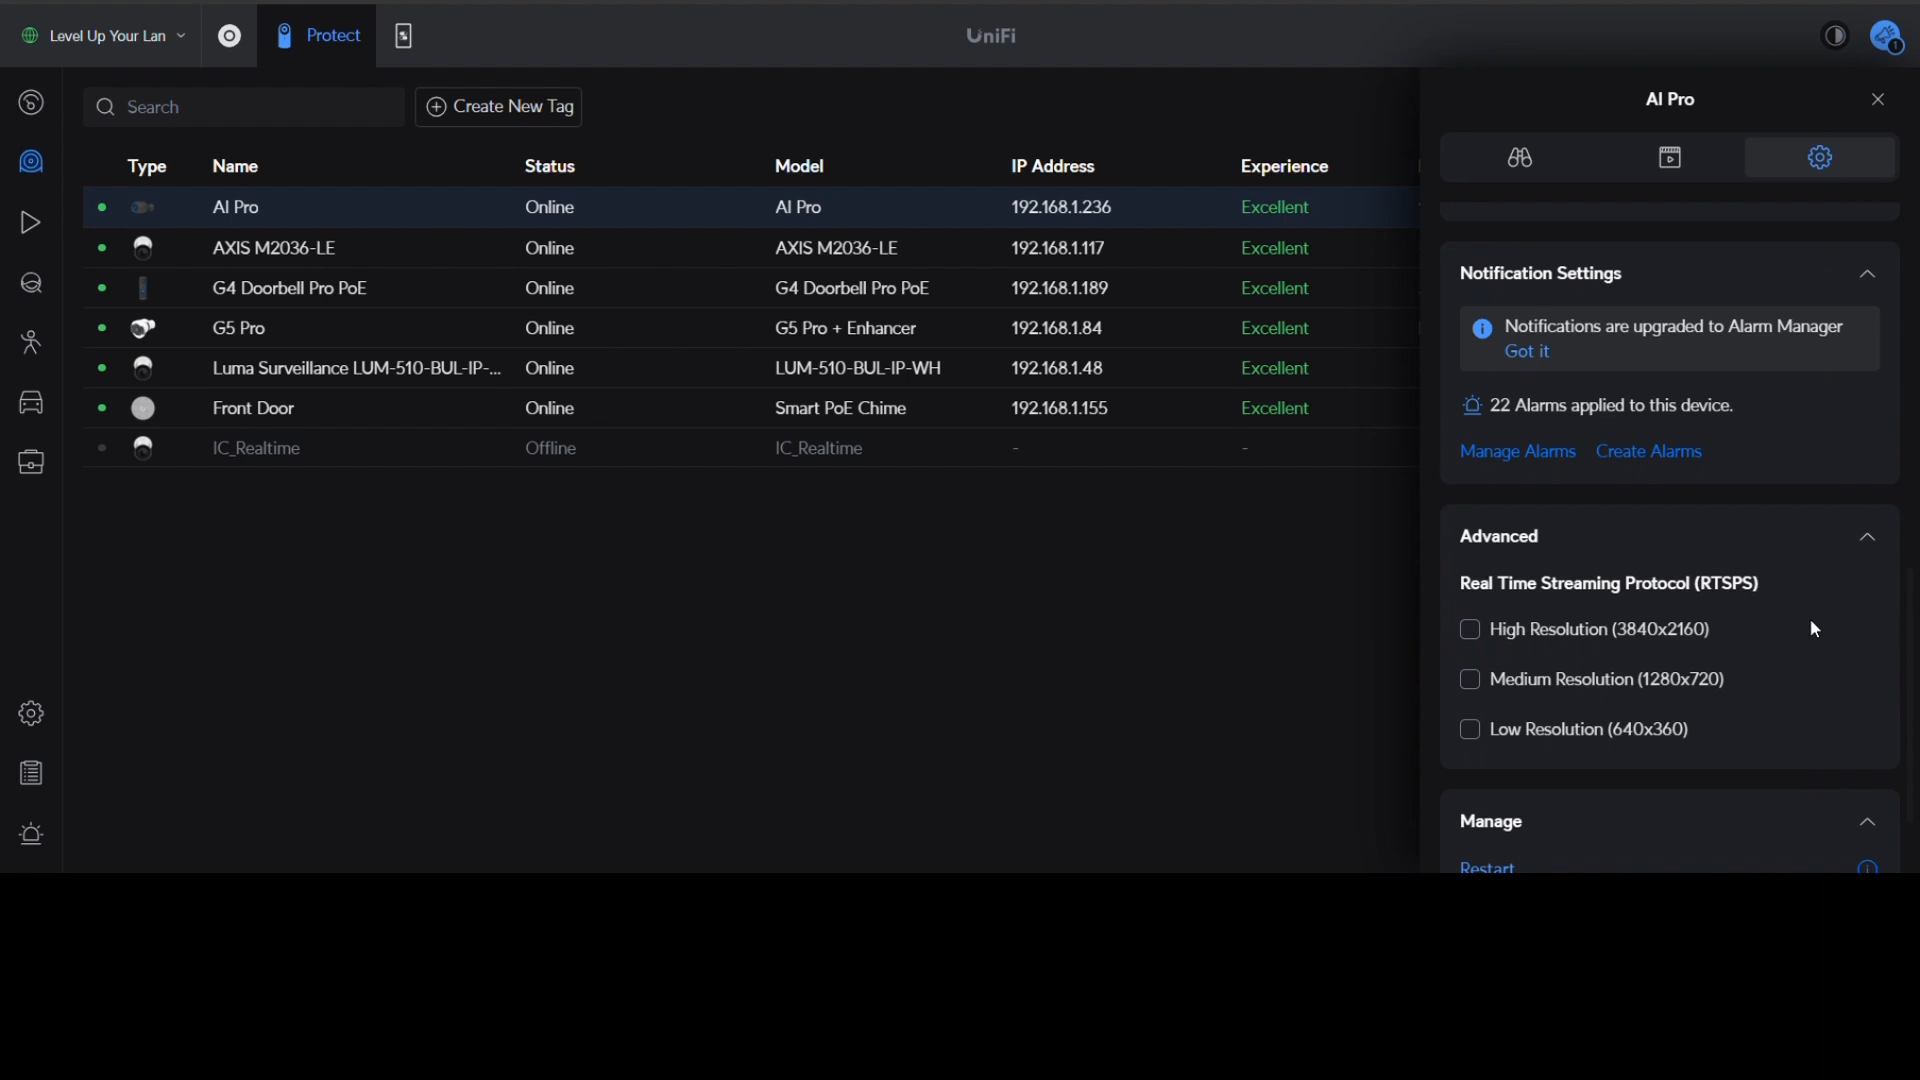 Level Up Your Lan
Protect
UniFi
1
Search
Create New Tag
Type Name Status Model IP Address Experience
AI Pro Online AI Pro 192.168.1.236 Excellent
AXIS M2036-LE Online AXIS M2036-LE 192.168.1.117 Excellent
G4 Doorbell Pro PoE Online G4 Doorbell Pro PoE 192.168.1.189 Excellent
G5 Pro Online G5 Pro + Enhancer 192.168.1.84 Excellent
Luma Surveillance LUM-510-BUL-IP-... Online LUM-510-BUL-IP-WH 192.168.1.48 Excellent
Front Door Online Smart PoE Chime 192.168.1.155 Excellent
IC_Realtime Offline IC_Realtime - -
AI Pro
Notification Settings
Notifications are upgraded to Alarm Manager
Got it
22 Alarms applied to this device.
Manage Alarms Create Alarms
Advanced
Real Time Streaming Protocol (RTSPS)
High Resolution (3840x2160)
Medium Resolution (1280x720)
Low Resolution (640x360)
Manage
Restart